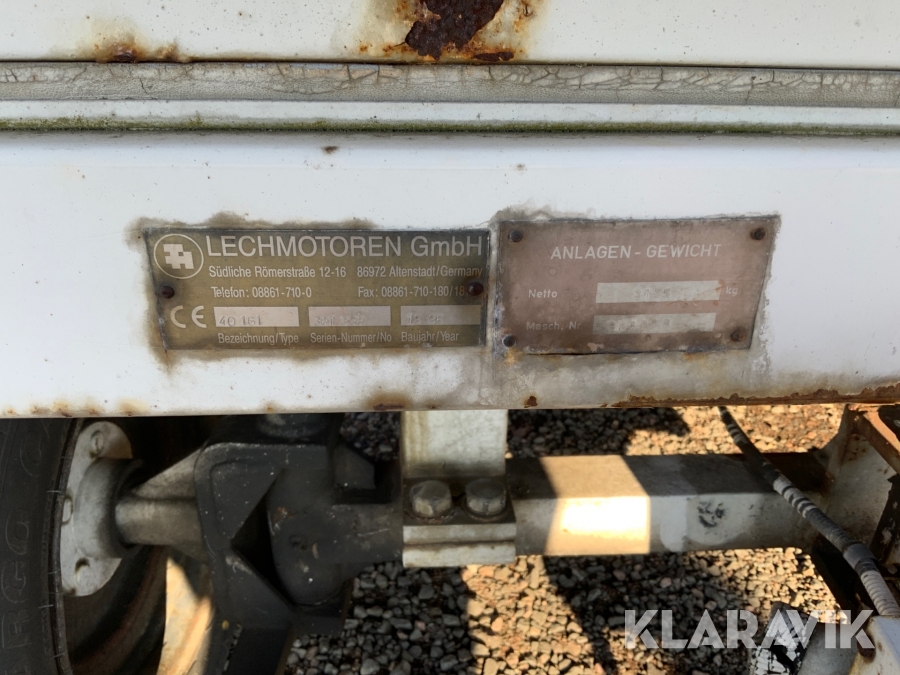 LECHMOTOREN GmbH
Südliche Römerstraße 12-16 86972 Altenstadt/Germany
Telefon: 08861-710-0 Fax: 08861-710-180/18
CE 40 161
Bezeichnung/Type Serien-Nummer/No Baujahr/Year
ANLAGEN - GEWICHT
Netto kg
Masch. Nr
KLARAVIK